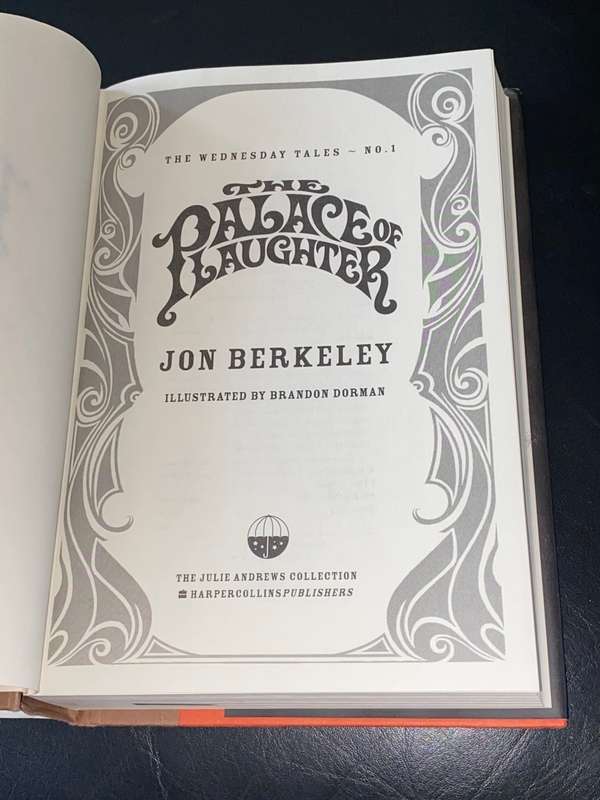 THE WEDNESDAY TALES ~ NO.1
THE
PALACE OF
LAUGHTER
JON BERKELEY
ILLUSTRATED BY BRANDON DORMAN
THE JULIE ANDREWS COLLECTION
HARPERCOLLINSPUBLISHERS